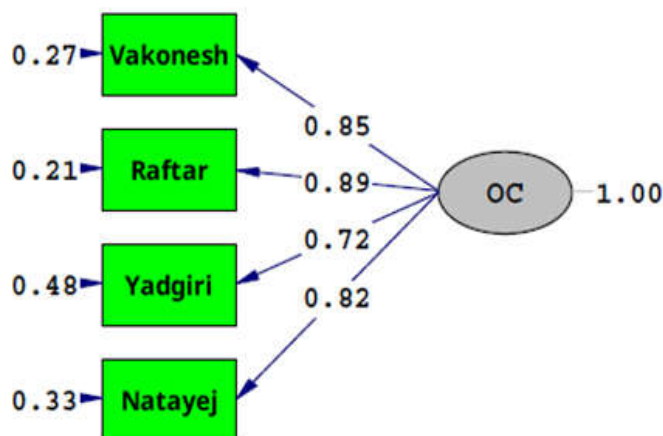 0.27 Vakonesh
0.85
0.21 Raftar
0.89
OC 1.00
0.72
0.48 Yadgiri
0.82
0.33 Natayej